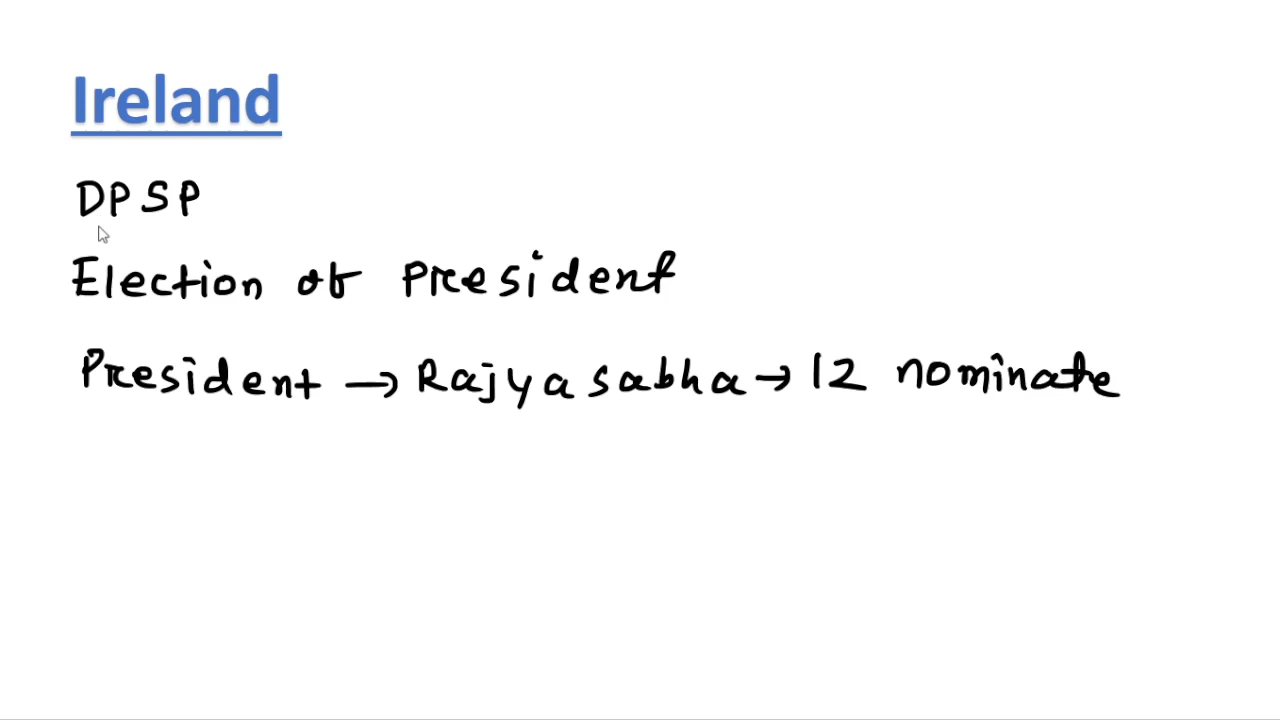 Ireland
DPSP
Election of President
President → Rajyasabha → 12 nominate